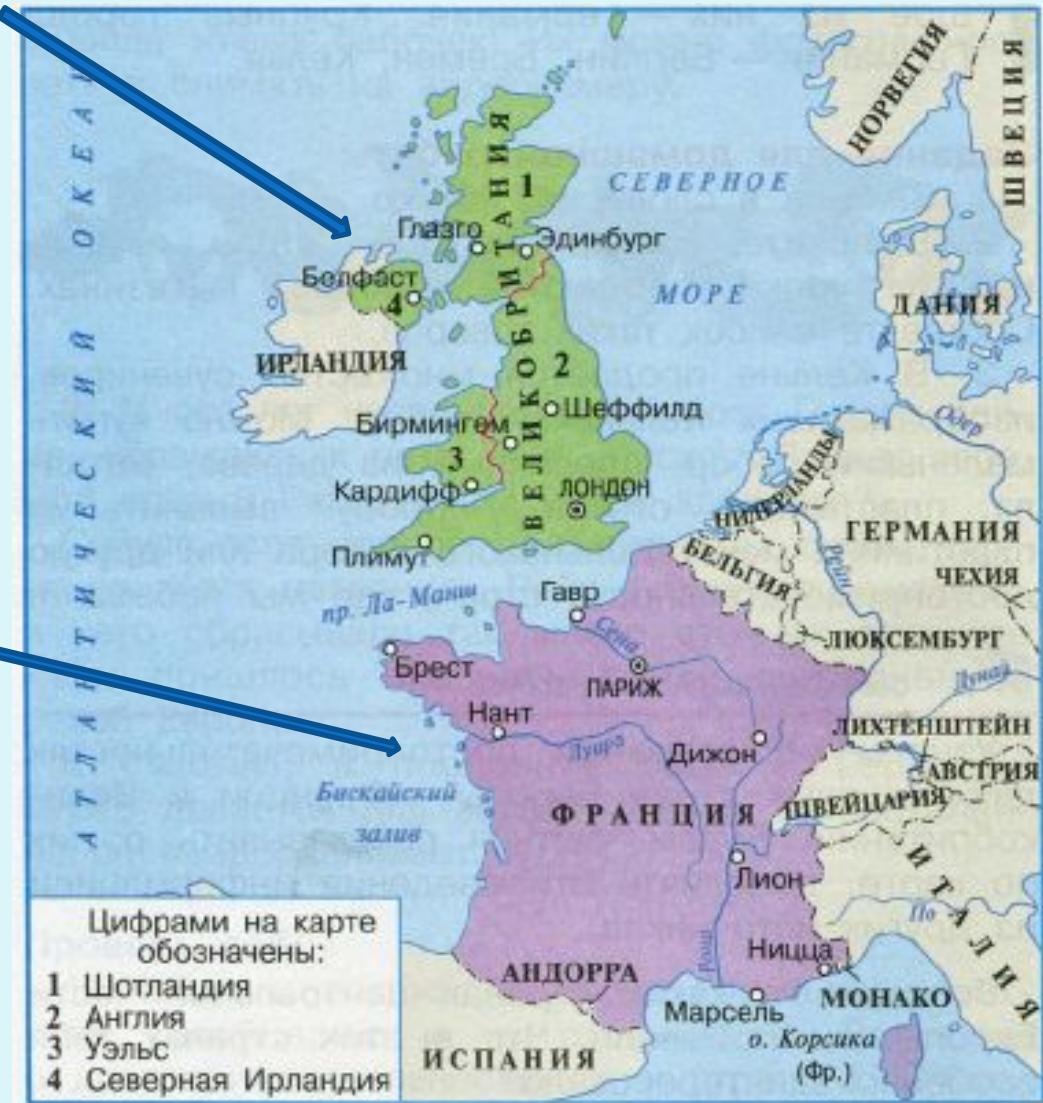 АТЛАНТИЧЕСКИЙ ОКЕАН
НОРВЕГИЯ
ШВЕЦИЯ
СЕВЕРНОЕ
МОРЕ
ВЕЛИКОБРИТАНИЯ
1
Глазго
Эдинбург
Белфаст
4
ИРЛАНДИЯ
ДАНИЯ
2
Шеффилд
Бирмингем
3
Кардифф
ЛОНДОН
Плимут
Одер
НИДЕРЛАНДЫ
БЕЛЬГИЯ
Рейн
ГЕРМАНИЯ
ЧЕХИЯ
ЛЮКСЕМБУРГ
пр. Ла-Манш
Гавр
Сена
Брест
ПАРИЖ
Нант
Луара
Дижон
Дунай
ЛИХТЕНШТЕЙН
АВСТРИЯ
ШВЕЙЦАРИЯ
Бискайский
залив
ФРАНЦИЯ
Лион
ИТАЛИЯ
По
Рона
Ницца
АНДОРРА
МОНАКО
Марсель
о. Корсика
(Фр.)
ИСПАНИЯ
Цифрами на карте
обозначены:
1 Шотландия
2 Англия
3 Уэльс
4 Северная Ирландия